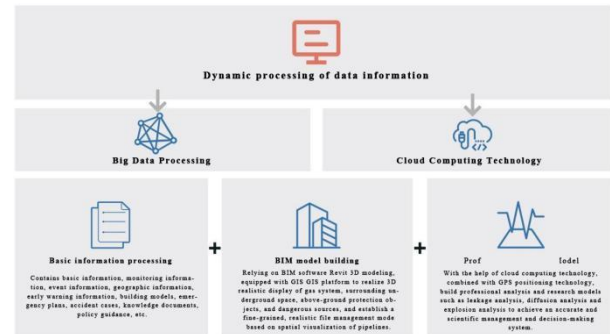 Dynamic processing of data information
Big Data Processing
Cloud Computing Technology
Basic information processing
Contains basic information, monitoring informa-
tion, event information, geographic information,
early warning information, building models, emer-
gency plans, accident cases, knowledge documents,
policy guidance, etc.
+
BIM model building
Relying on BIM software Revit 3D modeling,
equipped with GIS GIS platform to realize 3D
realistic display of gas system, surrounding un-
derground space, above-ground protection ob-
jects, and dangerous sources, and establish a
fine-grained, realistic file management mode
based on spatial visualization of pipelines.
+
Prof
With the help of cloud computing technology,
combined with GPS positioning technology,
build professional analysis and research models
such as leakage analysis, diffusion analysis and
explosion analysis to achieve an accurate and
scientific management and decision-making
system.